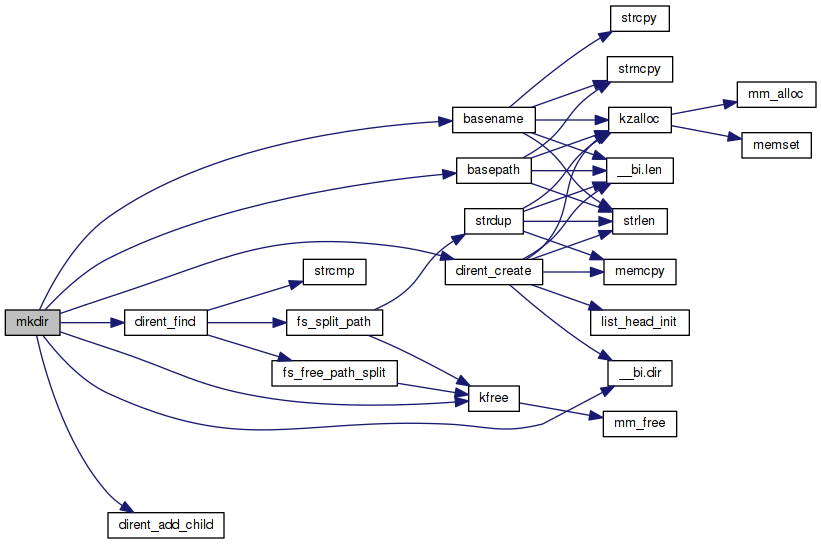 strcpy
strncpy
mm_alloc
basename
kzalloc
memset
basepath
__bi.len
strdup
strlen
strcmp
dirent_create
memcpy
mkdir
dirent_find
fs_split_path
list_head_init
fs_free_path_split
__bi.dir
kfree
mm_free
dirent_add_child